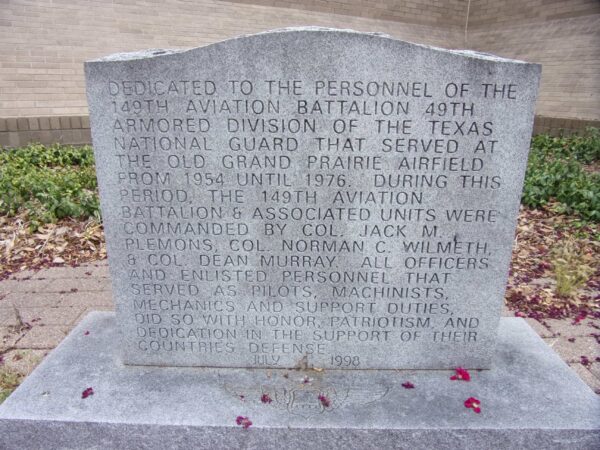 DEDICATED TO THE PERSONNEL OF THE
149TH AVIATION BATTALION 49TH
ARMORED DIVISION OF THE TEXAS
NATIONAL GUARD THAT SERVED AT
THE OLD GRAND PRAIRIE AIRFIELD
FROM 1954 UNTIL 1976. DURING THIS
PERIOD, THE 149TH AVIATION
BATTALION & ASSOCIATED UNITS WERE
COMMANDED BY COL. JACK M.
PLEMONS, COL. NORMAN C. WILMETH,
& COL. DEAN MURRAY. ALL OFFICERS
AND ENLISTED PERSONNEL THAT
SERVED AS PILOTS, MACHINISTS,
MECHANICS AND SUPPORT DUTIES,
DID SO WITH HONOR, PATRIOTISM, AND
DEDICATION IN THE SUPPORT OF THEIR
COUNTRIES DEFENSE
JULY 1998